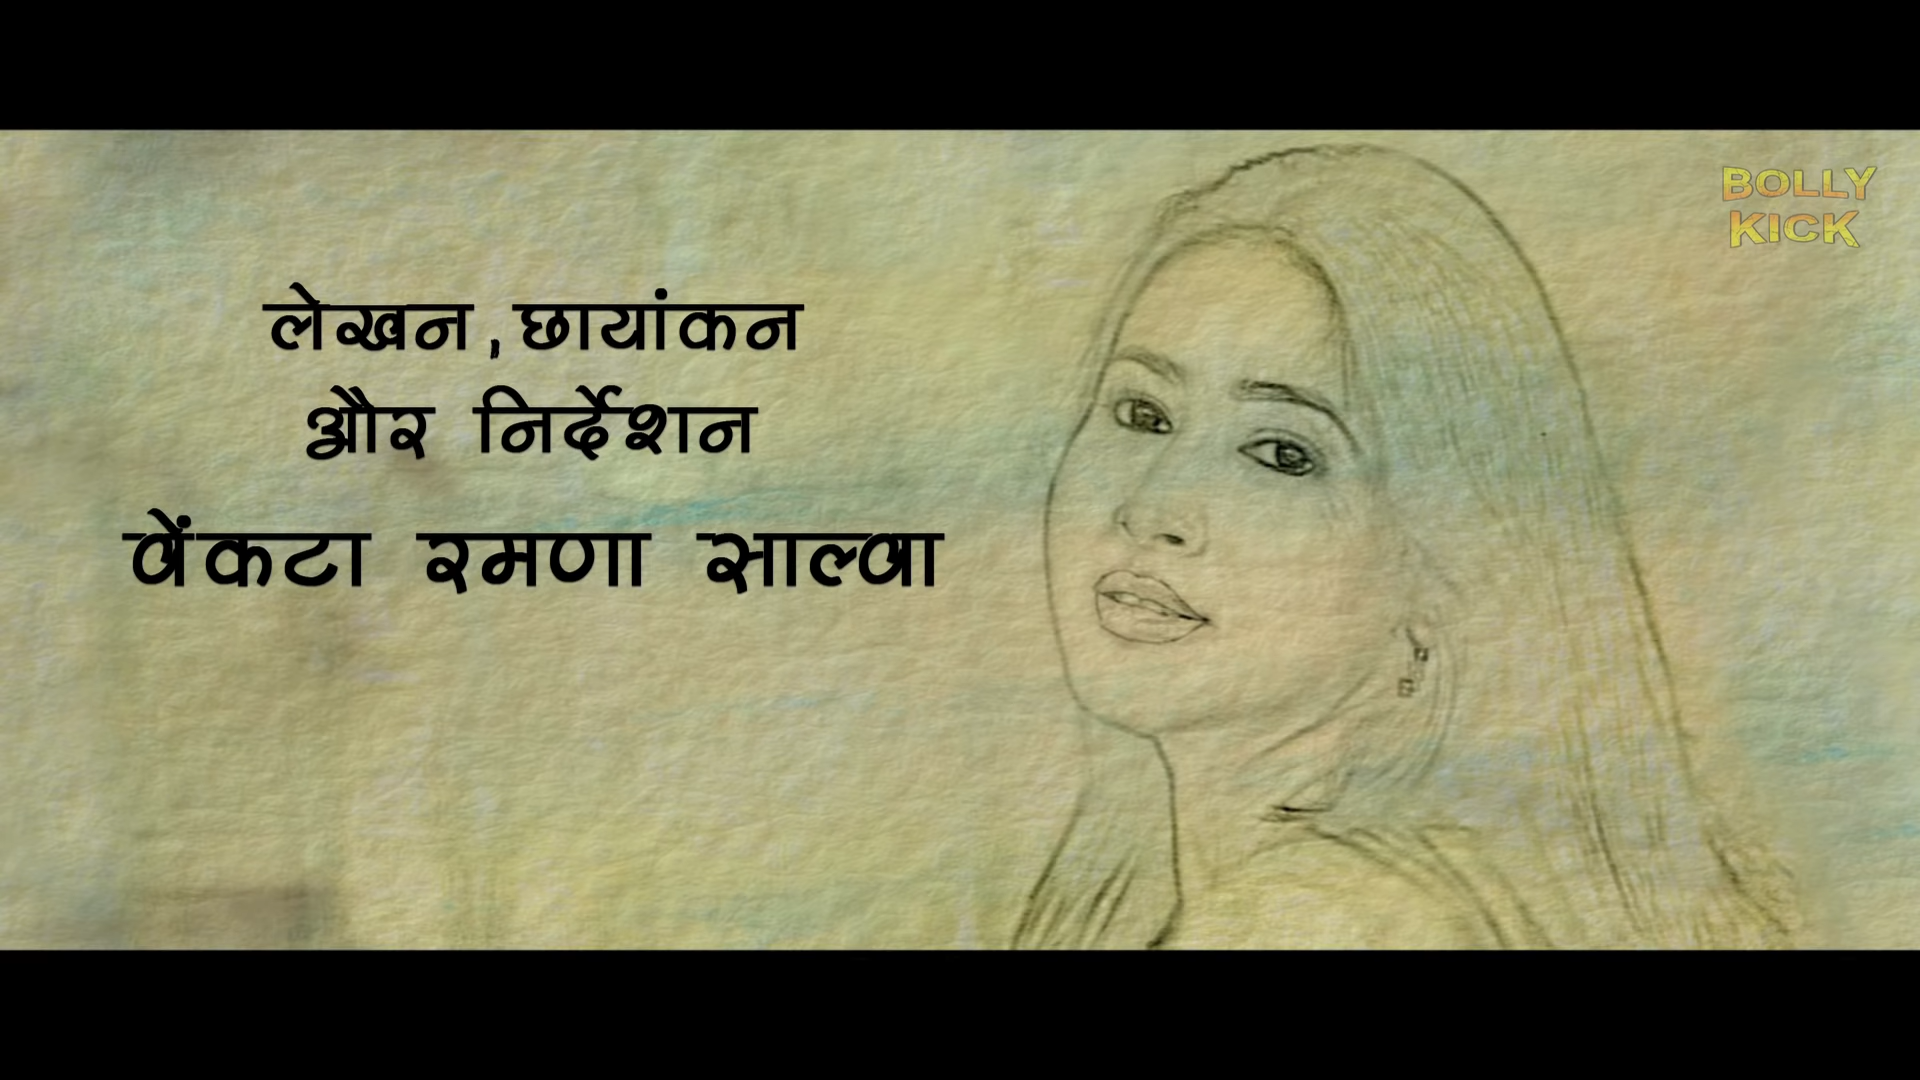 लेखन, छायांकन
और निर्देशन
वेंकटा रमणा साल्वा
BOLLY
KICK